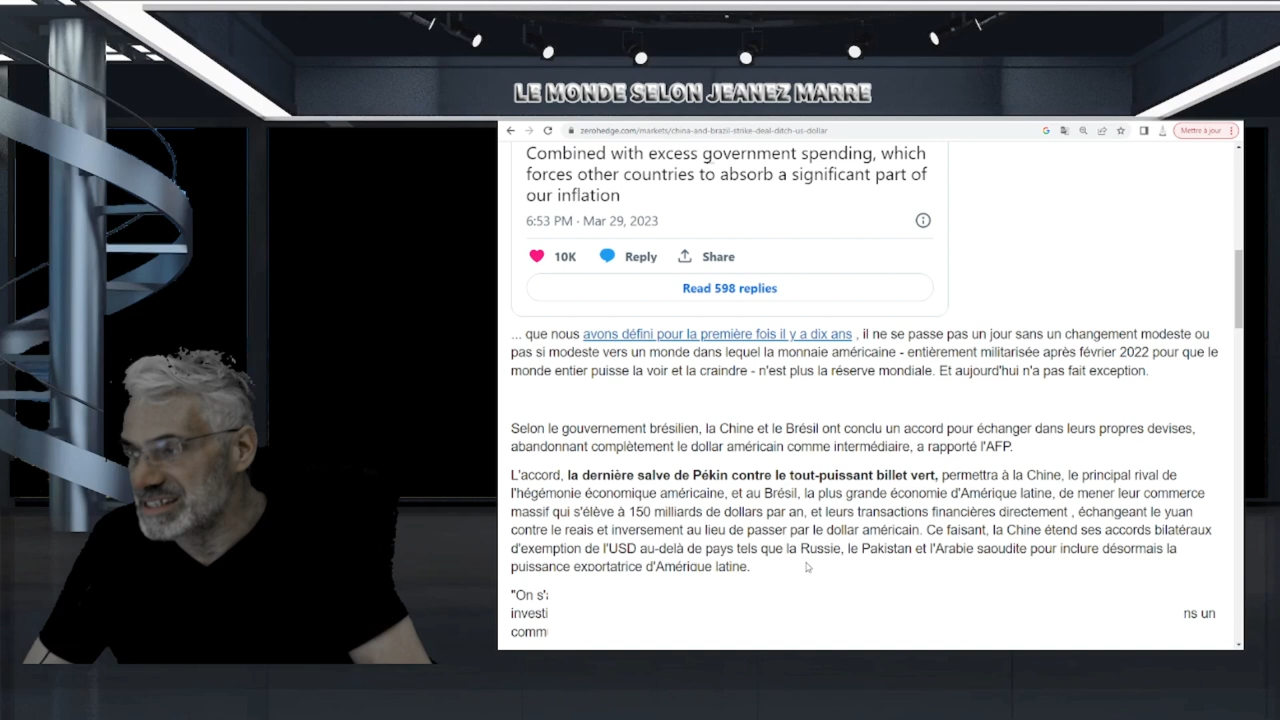 LE MONDE SELON JEANEZ MARRE
zerohedge.com/markets/china-and-brazil-strike-deal-ditch-us-dollar
Mettre à jour
Combined with excess government spending, which
forces other countries to absorb a significant part of
our inflation
6:53 PM · Mar 29, 2023
10K Reply Share
Read 598 replies
... que nous avons défini pour la première fois il y a dix ans , il ne se passe pas un jour sans un changement modeste ou
pas si modeste vers un monde dans lequel la monnaie américaine - entièrement militarisée après février 2022 pour que le
monde entier puisse la voir et la craindre - n'est plus la réserve mondiale. Et aujourd'hui n'a pas fait exception.
Selon le gouvernement brésilien, la Chine et le Brésil ont conclu un accord pour échanger dans leurs propres devises,
abandonnant complètement le dollar américain comme intermédiaire, a rapporté l'AFP.
L'accord, la dernière salve de Pékin contre le tout-puissant billet vert, permettra à la Chine, le principal rival de
l'hégémonie économique américaine, et au Brésil, la plus grande économie d'Amérique latine, de mener leur commerce
massif qui s'élève à 150 milliards de dollars par an, et leurs transactions financières directement , échangeant le yuan
contre le reais et inversement au lieu de passer par le dollar américain. Ce faisant, la Chine étend ses accords bilatéraux
d'exemption de l'USD au-delà de pays tels que la Russie, le Pakistan et l'Arabie saoudite pour inclure désormais la
puissance exportatrice d'Amérique latine.
"On s'
investi ns un
comm